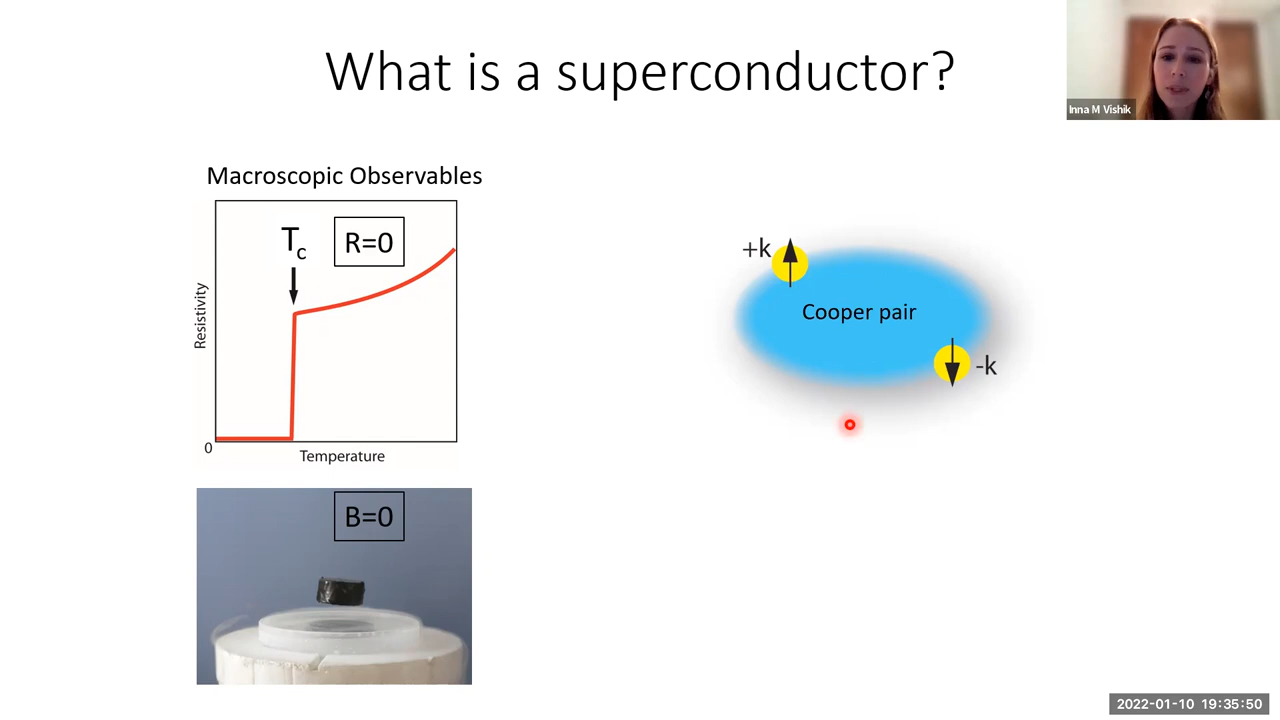 What is a superconductor?
Inna M Vishik
Macroscopic Observables
Tc
R=0
Resistivity
0
Temperature
B=0
+k
Cooper pair
-k
2022-01-10 19:35:50